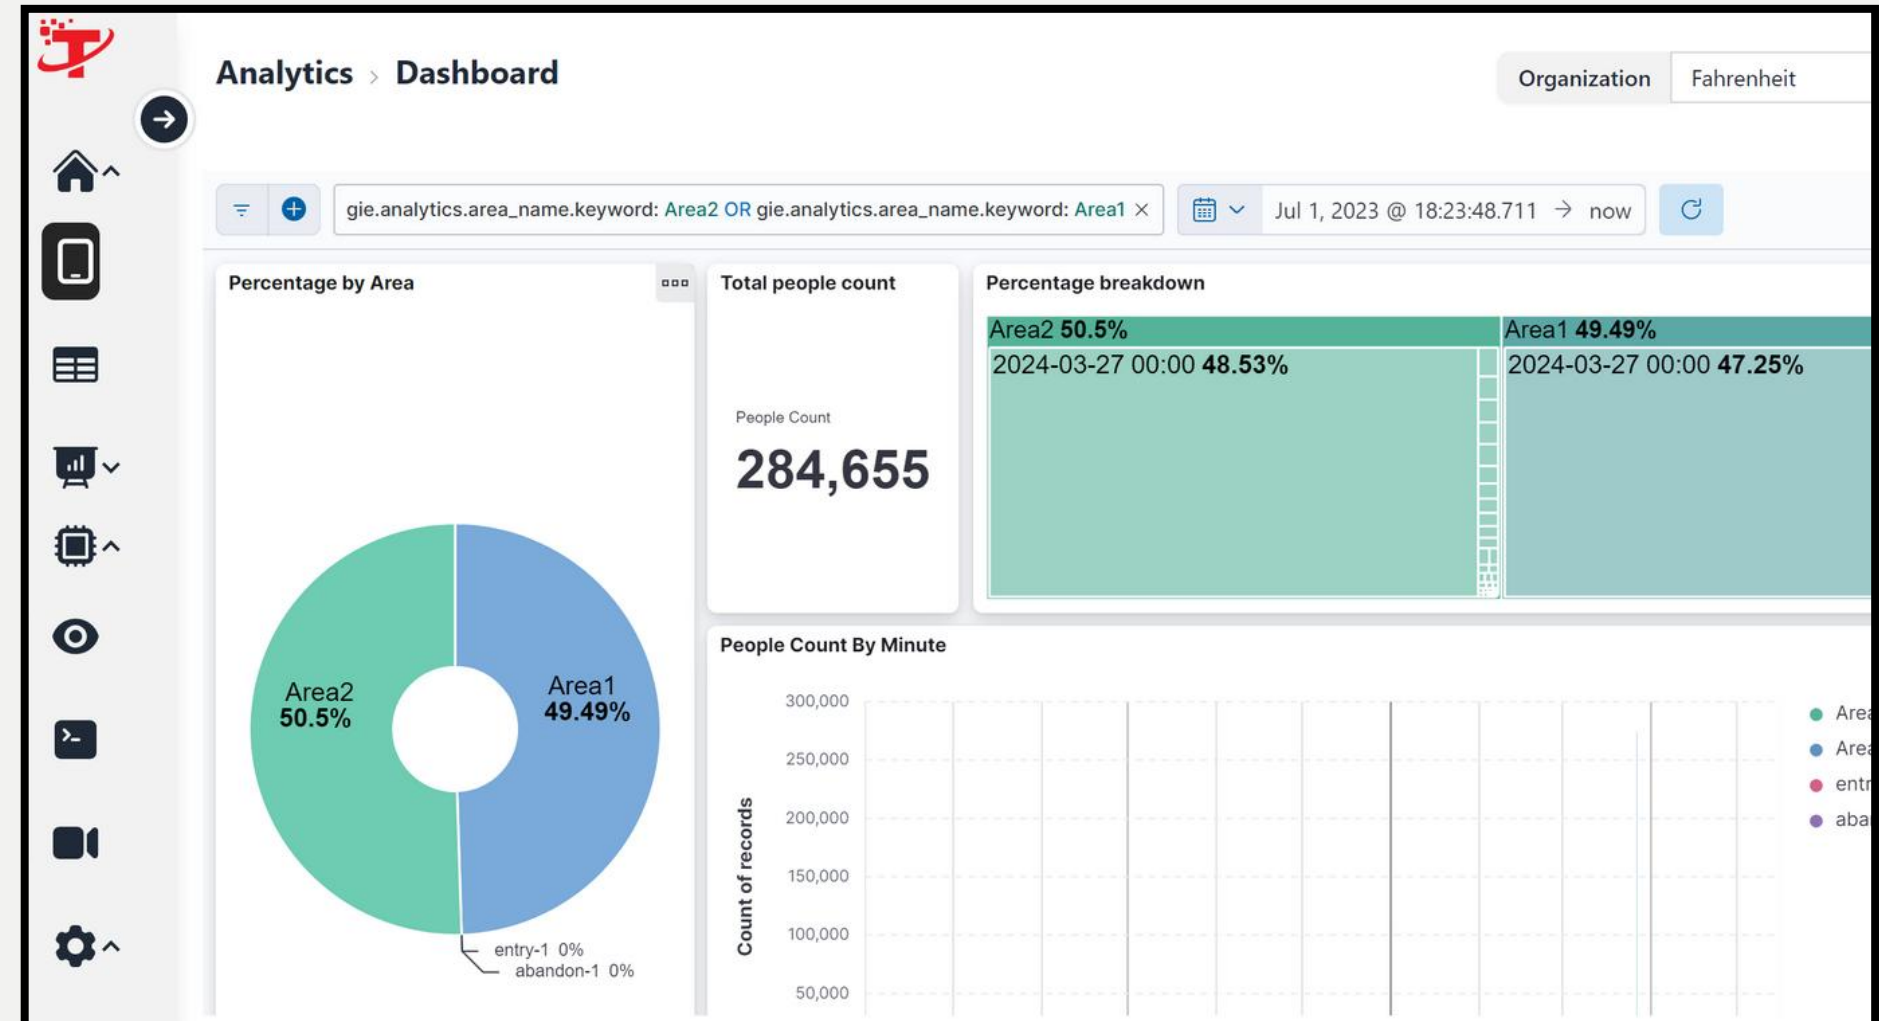 Analytics > Dashboard
Organization Fahrenheit
gie.analytics.area_name.keyword: Area2 OR gie.analytics.area_name.keyword: Area1 ×
Jul 1, 2023 @ 18:23:48.711 → now
Percentage by Area
Area2
50.5%
Area1
49.49%
entry-1 0%
abandon-1 0%
Total people count
People Count
284,655
Percentage breakdown
Area2 50.5%
2024-03-27 00:00 48.53%
Area1 49.49%
2024-03-27 00:00 47.25%
People Count By Minute
Count of records
300,000
250,000
200,000
150,000
100,000
50,000